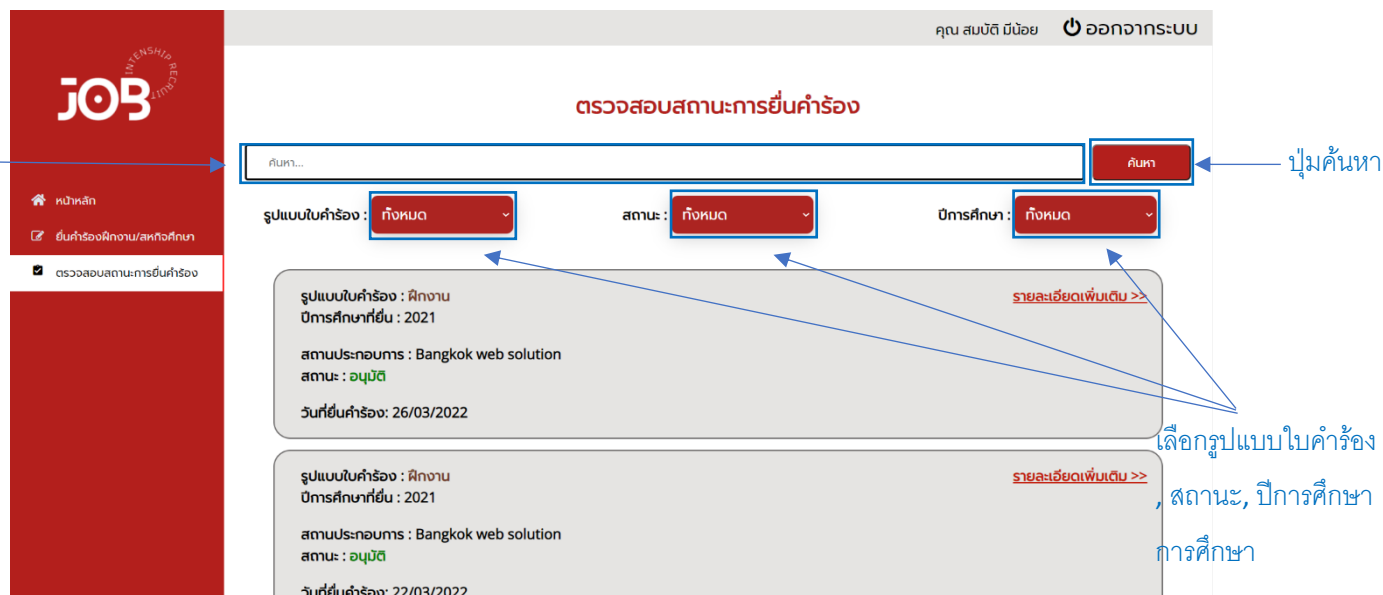 คุณ สมบัติ มีน้อย ออกจากระบบ
INTENSHIP RECRUIT
JOB
ตรวจสอบสถานะการยื่นคำร้อง
ค้นหา... ค้นหา ปุ่มค้นหา
หน้าหลัก
ยื่นคำร้องฝึกงาน/สหกิจศึกษา
ตรวจสอบสถานะการยื่นคำร้อง
รูปแบบใบคำร้อง : ทั้งหมด สถานะ : ทั้งหมด ปีการศึกษา : ทั้งหมด
รูปแบบใบคำร้อง : ฝึกงาน รายละเอียดเพิ่มเติม >>
ปีการศึกษาที่ยื่น : 2021
สถานประกอบการ : Bangkok web solution
สถานะ : อนุมัติ
วันที่ยื่นคำร้อง: 26/03/2022
เลือกรูปแบบใบคำร้อง
, สถานะ, ปีการศึกษา
การศึกษา
รูปแบบใบคำร้อง : ฝึกงาน รายละเอียดเพิ่มเติม >>
ปีการศึกษาที่ยื่น : 2021
สถานประกอบการ : Bangkok web solution
สถานะ : อนุมัติ
วันที่ยื่นคำร้อง: 22/03/2022